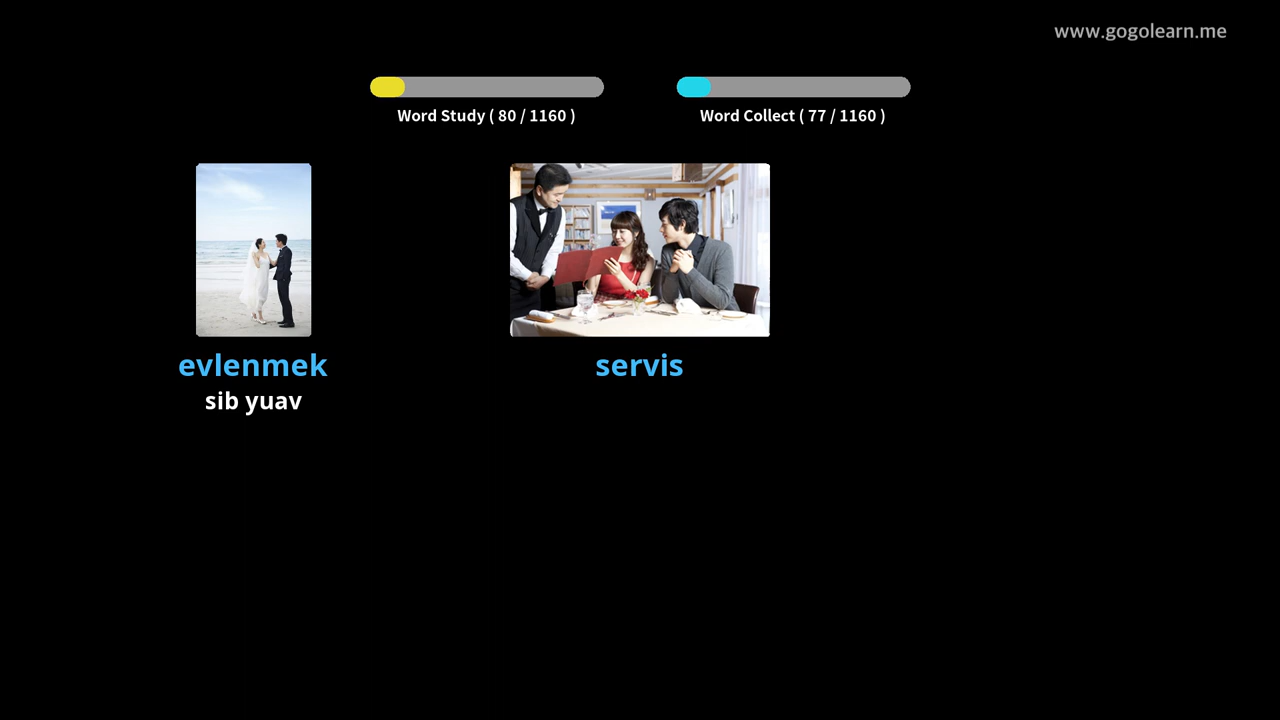 www.gogolearn.me
Word Study ( 80 / 1160 )
Word Collect ( 77 / 1160 )
evlenmek
sib yuav
servis